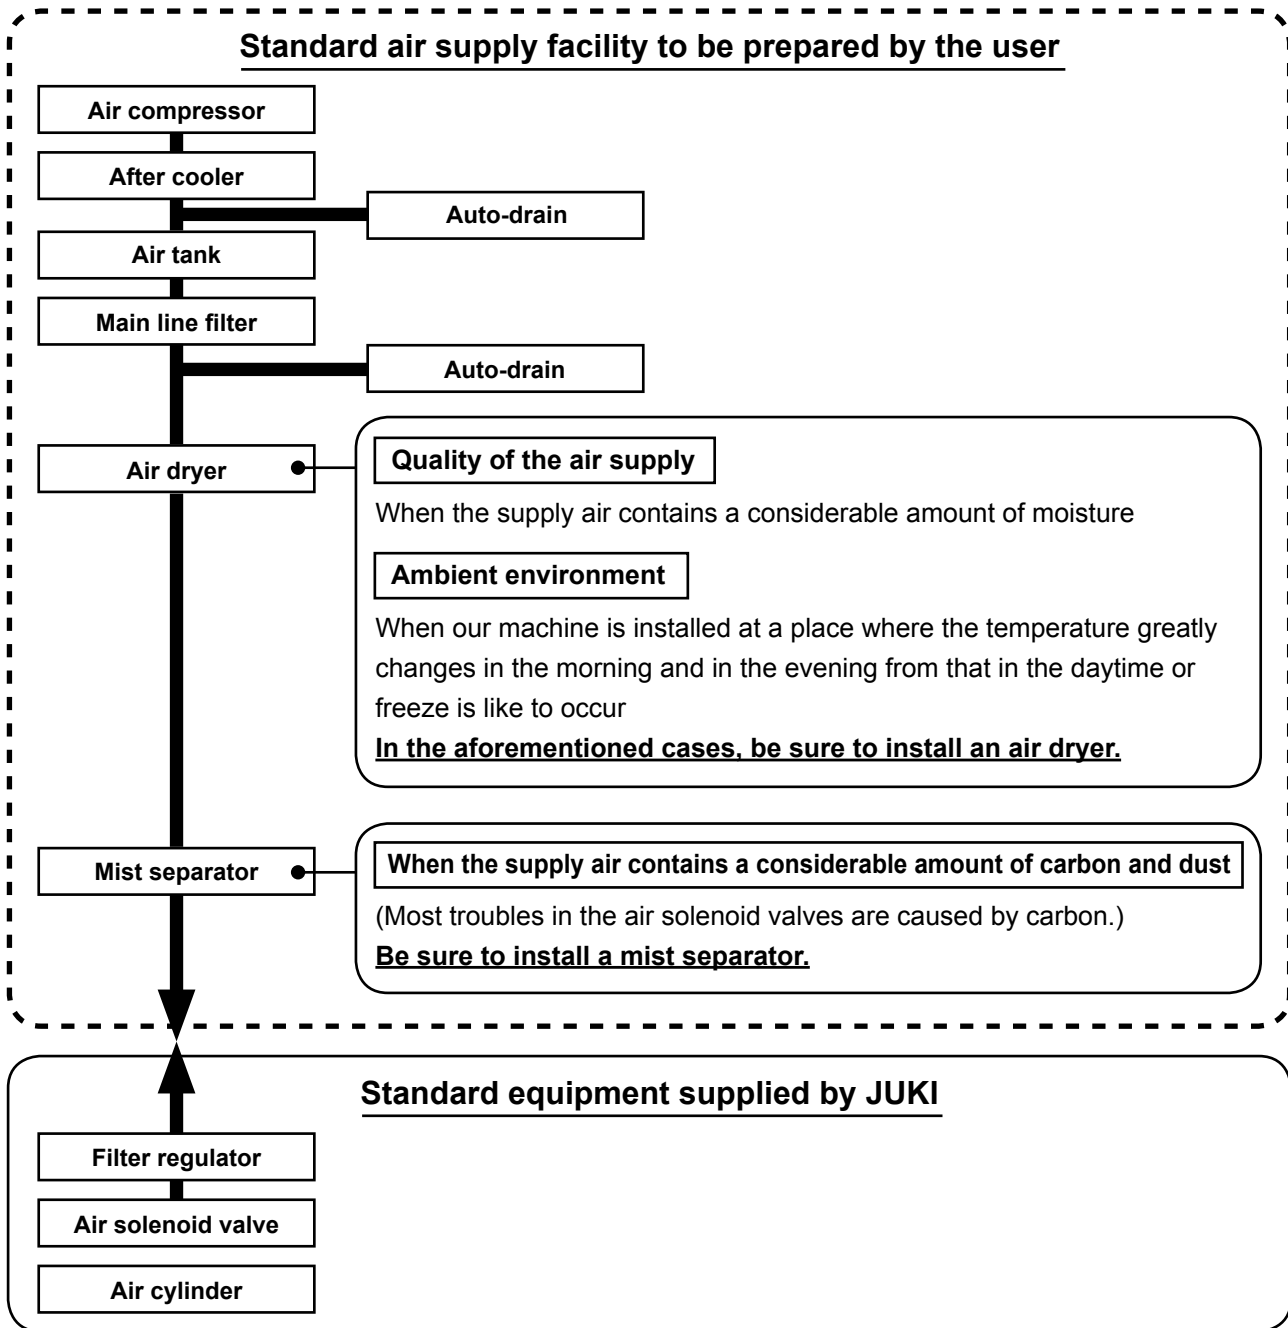 Standard air supply facility to be prepared by the user
Air compressor
After cooler
Auto-drain
Air tank
Main line filter
Auto-drain
Air dryer
Quality of the air supply
When the supply air contains a considerable amount of moisture
Ambient environment
When our machine is installed at a place where the temperature greatly
changes in the morning and in the evening from that in the daytime or
freeze is like to occur
In the aforementioned cases, be sure to install an air dryer.
Mist separator
When the supply air contains a considerable amount of carbon and dust
(Most troubles in the air solenoid valves are caused by carbon.)
Be sure to install a mist separator.
Standard equipment supplied by JUKI
Filter regulator
Air solenoid valve
Air cylinder